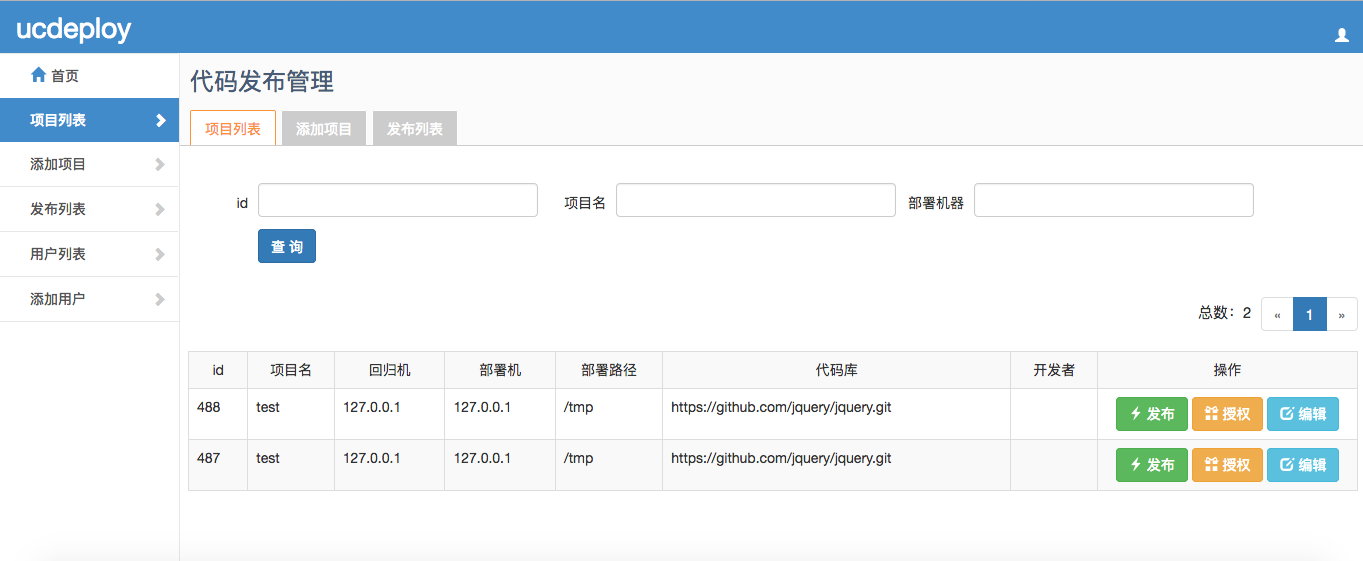 ucdeploy
首页
项目列表
添加项目
发布列表
用户列表
添加用户
代码发布管理
项目列表 添加项目 发布列表
id 项目名 部署机器
查 询
总数：2 « 1 »
id 项目名 回归机 部署机 部署路径 代码库 开发者 操作
488 test 127.0.0.1 127.0.0.1 /tmp https://github.com/jquery/jquery.git 发布 授权 编辑
487 test 127.0.0.1 127.0.0.1 /tmp https://github.com/jquery/jquery.git 发布 授权 编辑